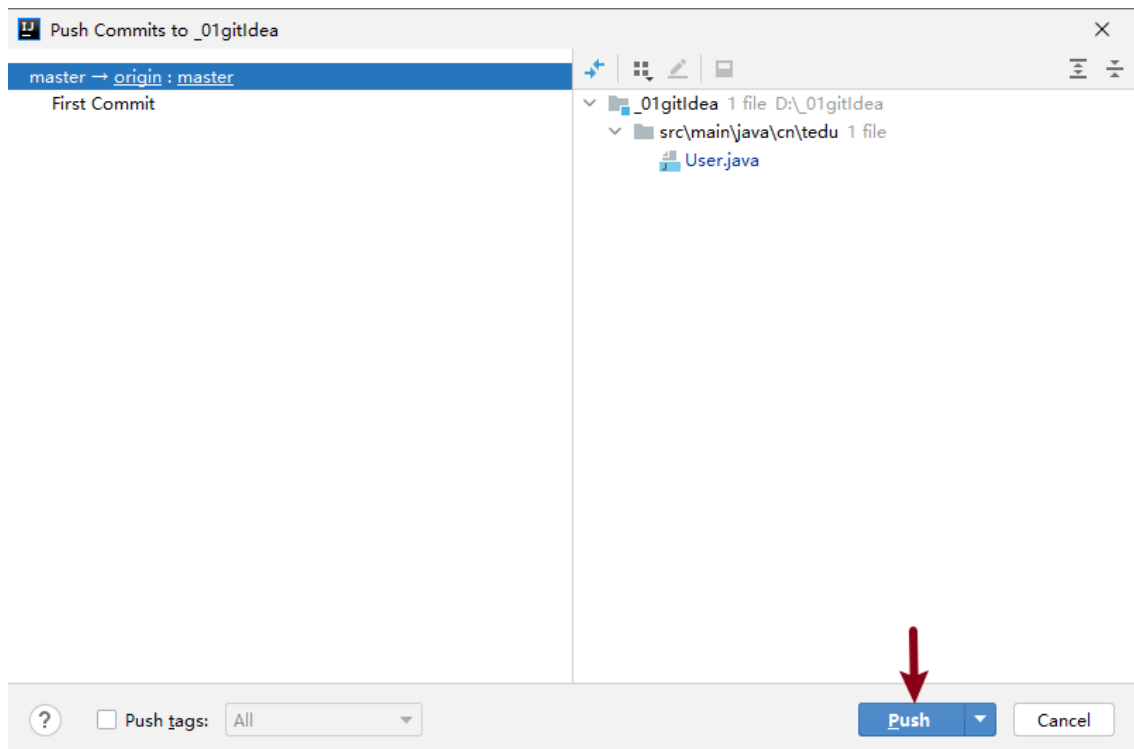 Push Commits to _01gitIdea
master → origin : master
First Commit
_01gitIdea 1 file D:\_01gitIdea
src\main\java\cn\tedu 1 file
User.java
? Push tags: All
Push Cancel